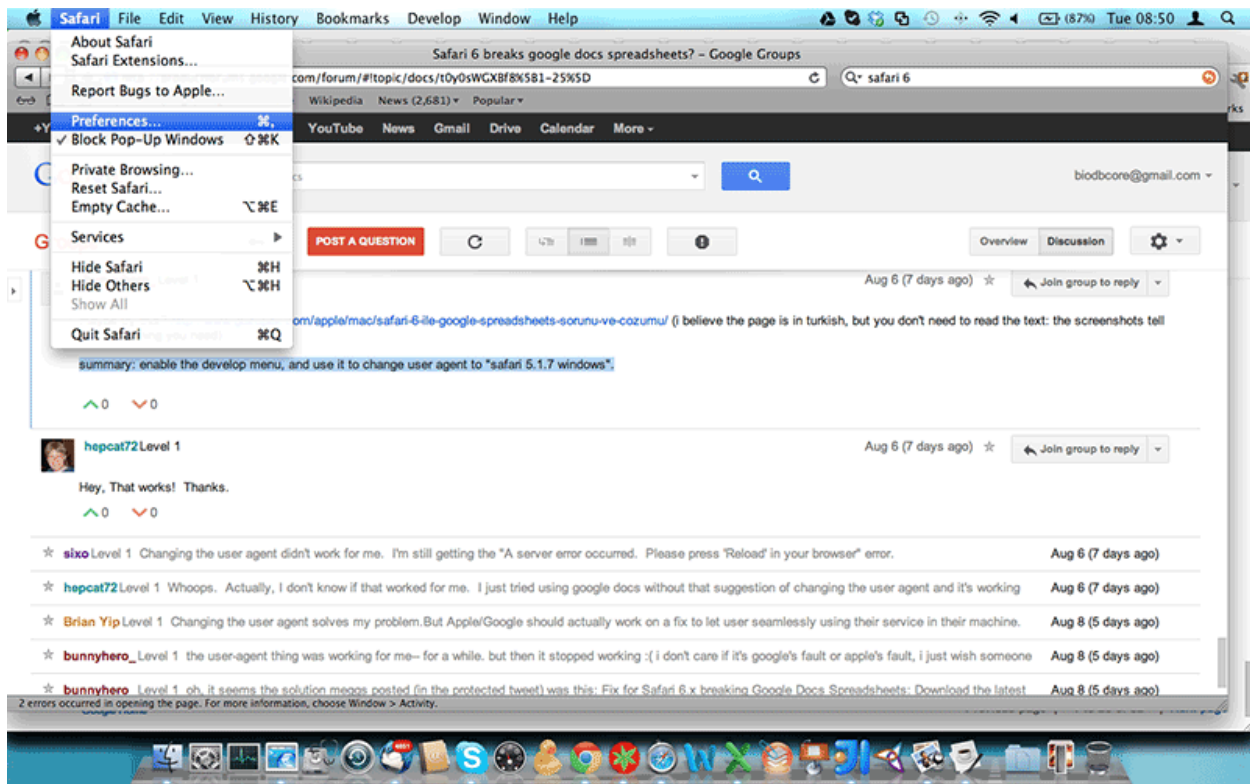 Safari File Edit View History Bookmarks Develop Window Help (87%) Tue 08:50
About Safari
Safari Extensions...
Report Bugs to Apple...
Preferences... ⌘,
✓ Block Pop-Up Windows ⇧⌘K
Private Browsing...
Reset Safari...
Empty Cache... ⌥⌘E
Services ▶
Hide Safari ⌘H
Hide Others ⌥⌘H
Show All
Quit Safari ⌘Q
Safari 6 breaks google docs spreadsheets? – Google Groups
com/forum/#!topic/docs/t0y0sWGXBf8%5B1-25%5D safari 6
Wikipedia News (2,681) Popular
+Y YouTube News Gmail Drive Calendar More
biodbcore@gmail.com
POST A QUESTION Overview Discussion
Level 1 Aug 6 (7 days ago) Join group to reply
om/apple/mac/safari-6-ile-google-spreadsheets-sorunu-ve-cozumu/ (i believe the page is in turkish, but you don't need to read the text: the screenshots tell
summary: enable the develop menu, and use it to change user agent to "safari 5.1.7 windows".
0 0
hepcat72 Level 1 Aug 6 (7 days ago) Join group to reply
Hey, That works! Thanks.
0 0
sixo Level 1 Changing the user agent didn't work for me. I'm still getting the "A server error occurred. Please press 'Reload' in your browser" error. Aug 6 (7 days ago)
hepcat72 Level 1 Whoops. Actually, I don't know if that worked for me. I just tried using google docs without that suggestion of changing the user agent and it's working Aug 6 (7 days ago)
Brian Yip Level 1 Changing the user agent solves my problem.But Apple/Google should actually work on a fix to let user seamlessly using their service in their machine. Aug 8 (5 days ago)
bunnyhero_ Level 1 the user-agent thing was working for me-- for a while. but then it stopped working :( i don't care if it's google's fault or apple's fault, i just wish someone Aug 8 (5 days ago)
bunnyhero Level 1 oh, it seems the solution meggs posted (in the protected tweet) was this: Fix for Safari 6.x breaking Google Docs Spreadsheets: Download the latest Aug 8 (5 days ago)
2 errors occurred in opening the page. For more information, choose Window > Activity.